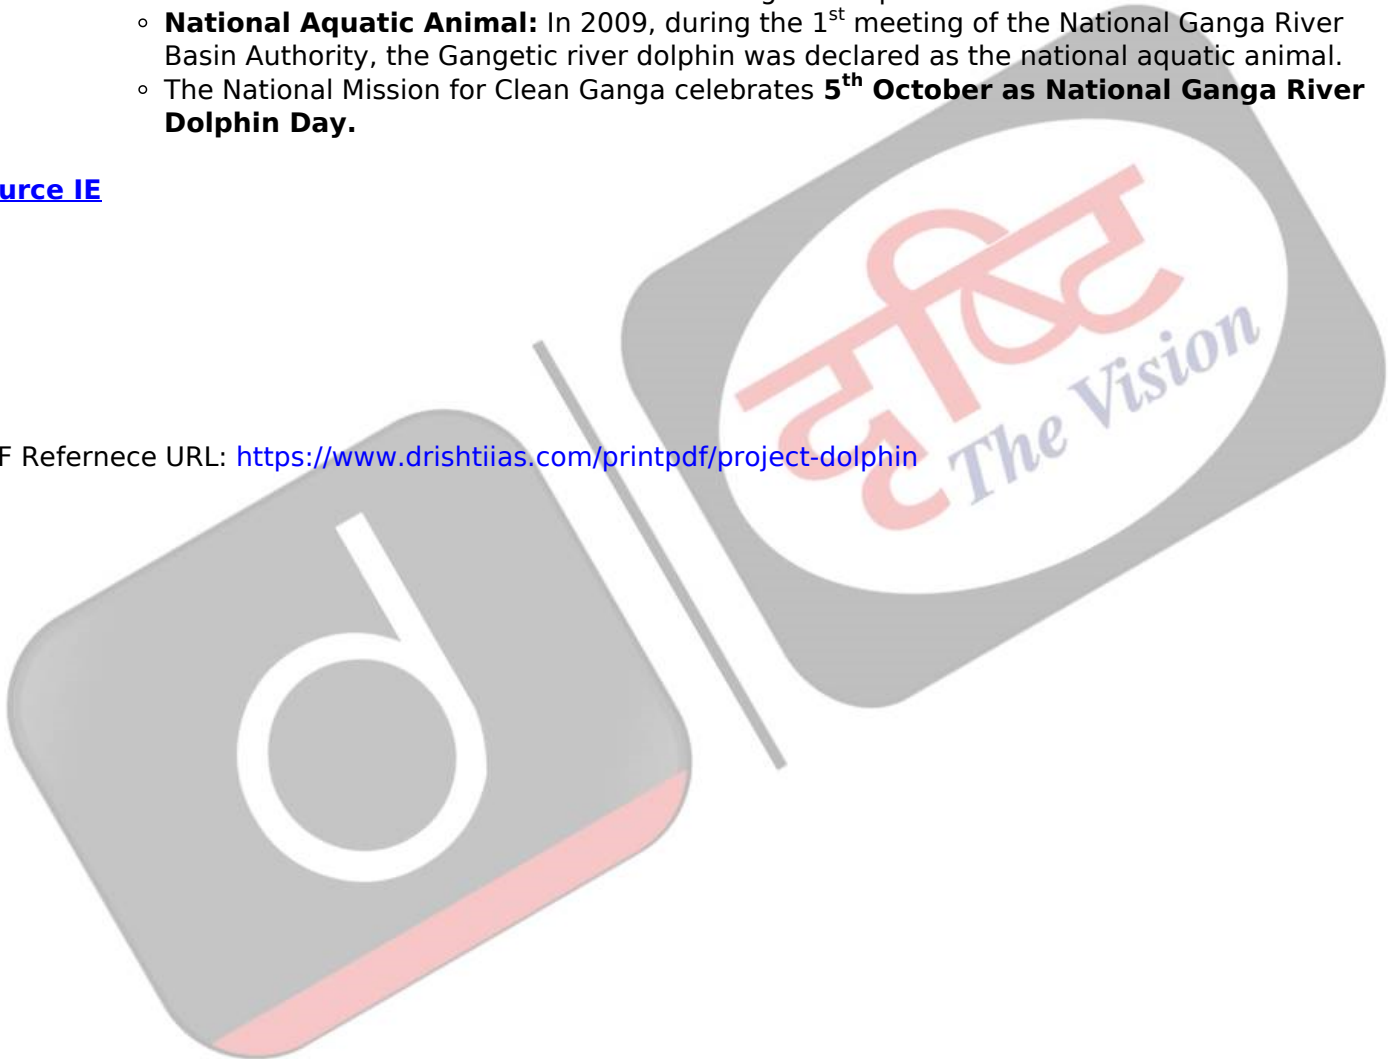 National Aquatic Animal: In 2009, during the 1st meeting of the National Ganga River
Basin Authority, the Gangetic river dolphin was declared as the national aquatic animal.
The National Mission for Clean Ganga celebrates 5th October as National Ganga River
Dolphin Day.
urce IE
F Refernece URL: https://www.drishtiias.com/printpdf/project-dolphin
दृष्टि
The Vision
d